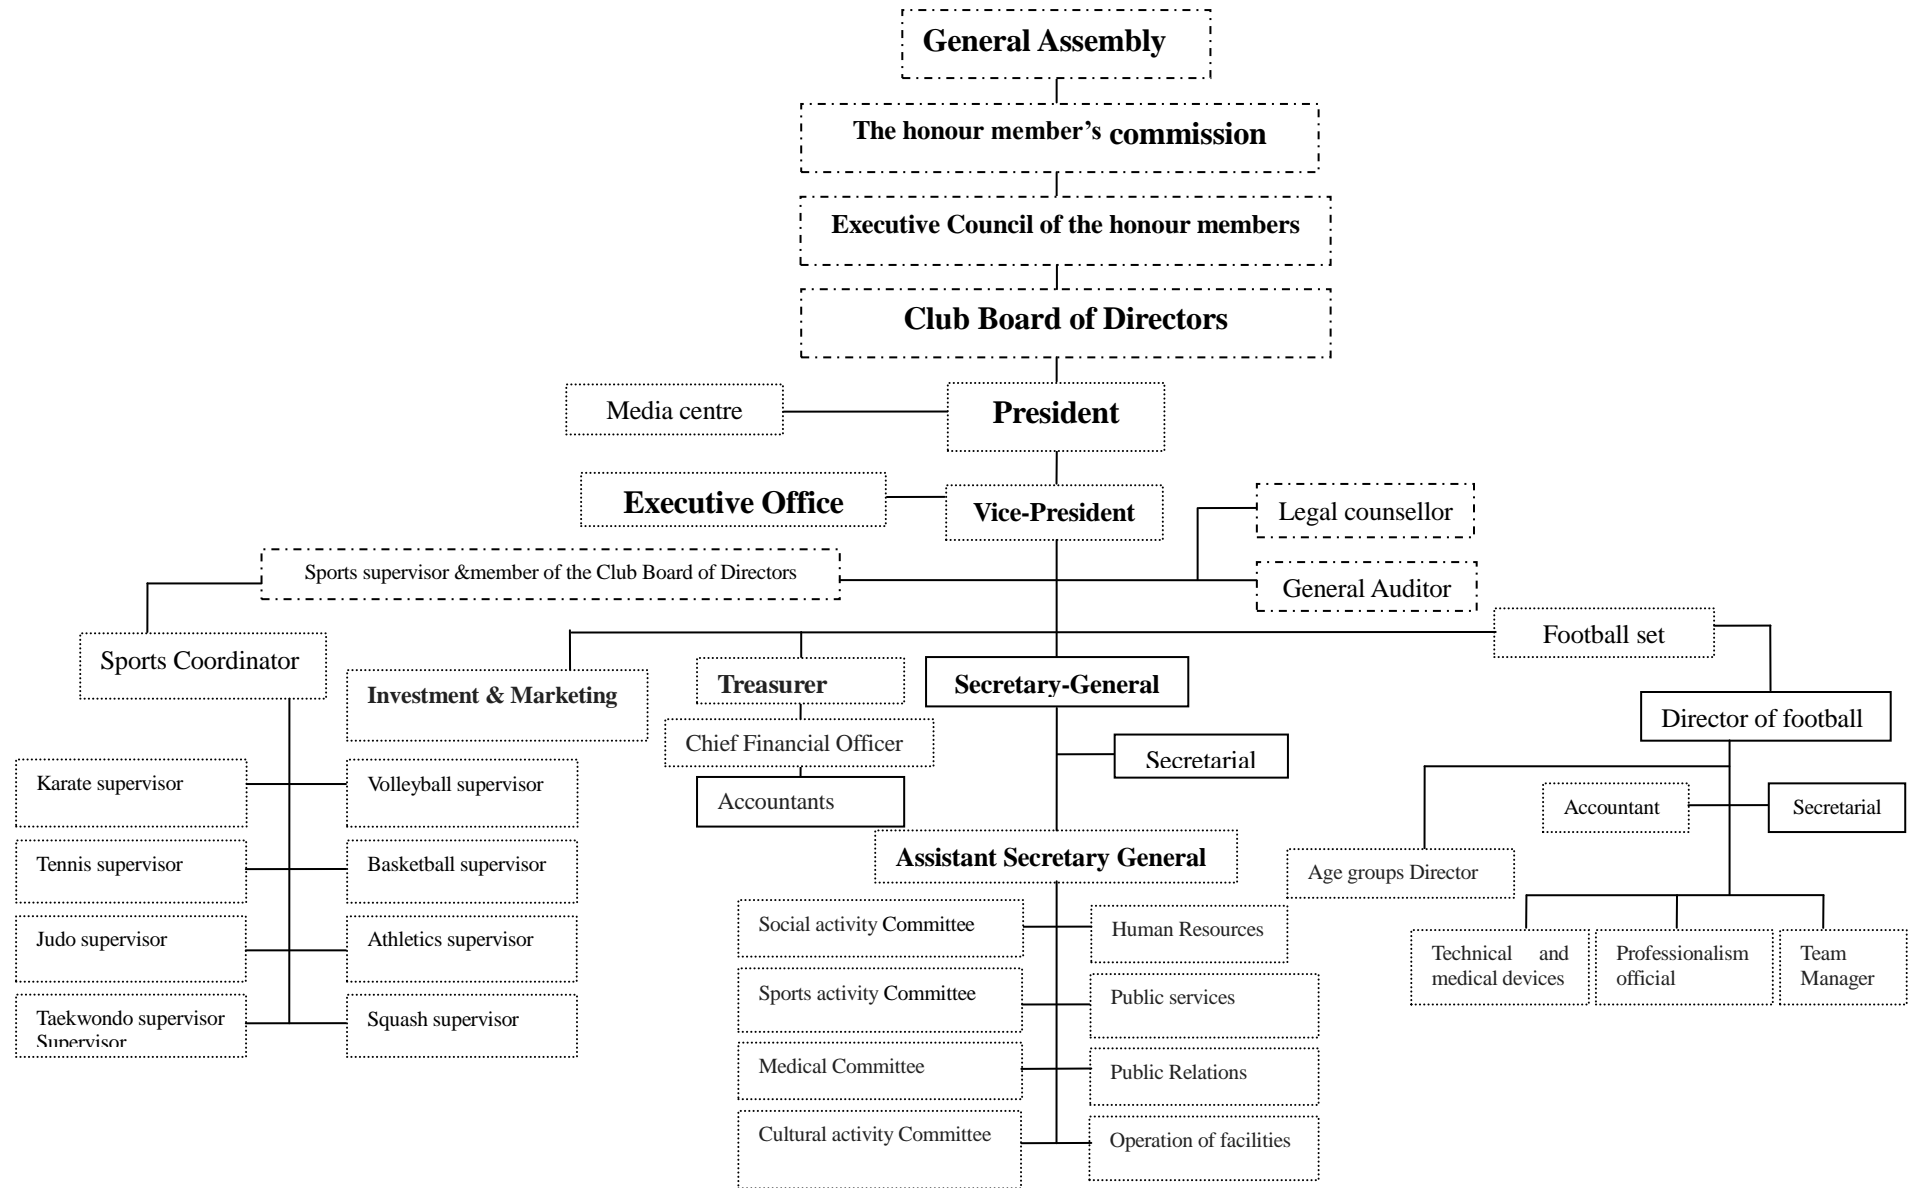 General Assembly
The honour member’s commission
Executive Council of the honour members
Club Board of Directors
Media centre
President
Executive Office
Vice-President
Legal counsellor
Sports supervisor &member of the Club Board of Directors
General Auditor
Football set
Sports Coordinator
Investment & Marketing
Treasurer
Secretary-General
Director of football
Chief Financial Officer
Secretarial
Accountants
Karate supervisor
Volleyball supervisor
Accountant
Secretarial
Assistant Secretary General
Tennis supervisor
Basketball supervisor
Age groups Director
Social activity Committee
Human Resources
Judo supervisor
Athletics supervisor
Technical and
medical devices
Professionalism
official
Team
Manager
Sports activity Committee
Public services
Taekwondo supervisor
Supervisor
Squash supervisor
Medical Committee
Public Relations
Cultural activity Committee
Operation of facilities